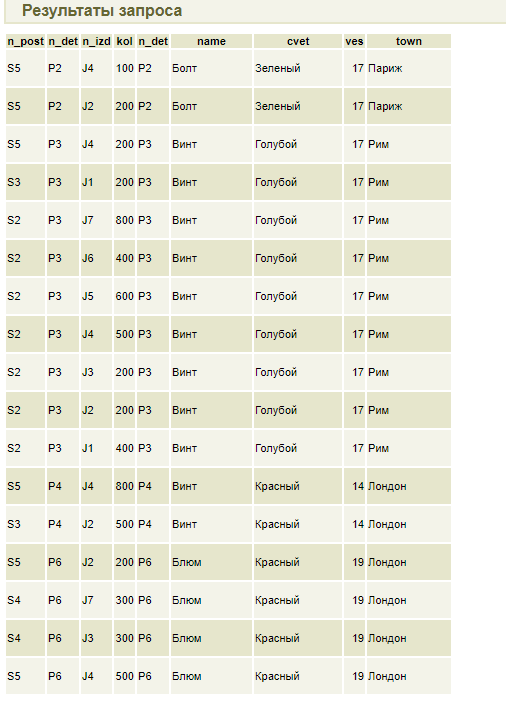 Результаты запроса
n_post n_det n_izd kol n_det name cvet ves town
S5 P2 J4 100 P2 Болт Зеленый 17 Париж
S5 P2 J2 200 P2 Болт Зеленый 17 Париж
S5 P3 J4 200 P3 Винт Голубой 17 Рим
S3 P3 J1 200 P3 Винт Голубой 17 Рим
S2 P3 J7 800 P3 Винт Голубой 17 Рим
S2 P3 J6 400 P3 Винт Голубой 17 Рим
S2 P3 J5 600 P3 Винт Голубой 17 Рим
S2 P3 J4 500 P3 Винт Голубой 17 Рим
S2 P3 J3 200 P3 Винт Голубой 17 Рим
S2 P3 J2 200 P3 Винт Голубой 17 Рим
S2 P3 J1 400 P3 Винт Голубой 17 Рим
S5 P4 J4 800 P4 Винт Красный 14 Лондон
S3 P4 J2 500 P4 Винт Красный 14 Лондон
S5 P6 J2 200 P6 Блюм Красный 19 Лондон
S4 P6 J7 300 P6 Блюм Красный 19 Лондон
S4 P6 J3 300 P6 Блюм Красный 19 Лондон
S5 P6 J4 500 P6 Блюм Красный 19 Лондон